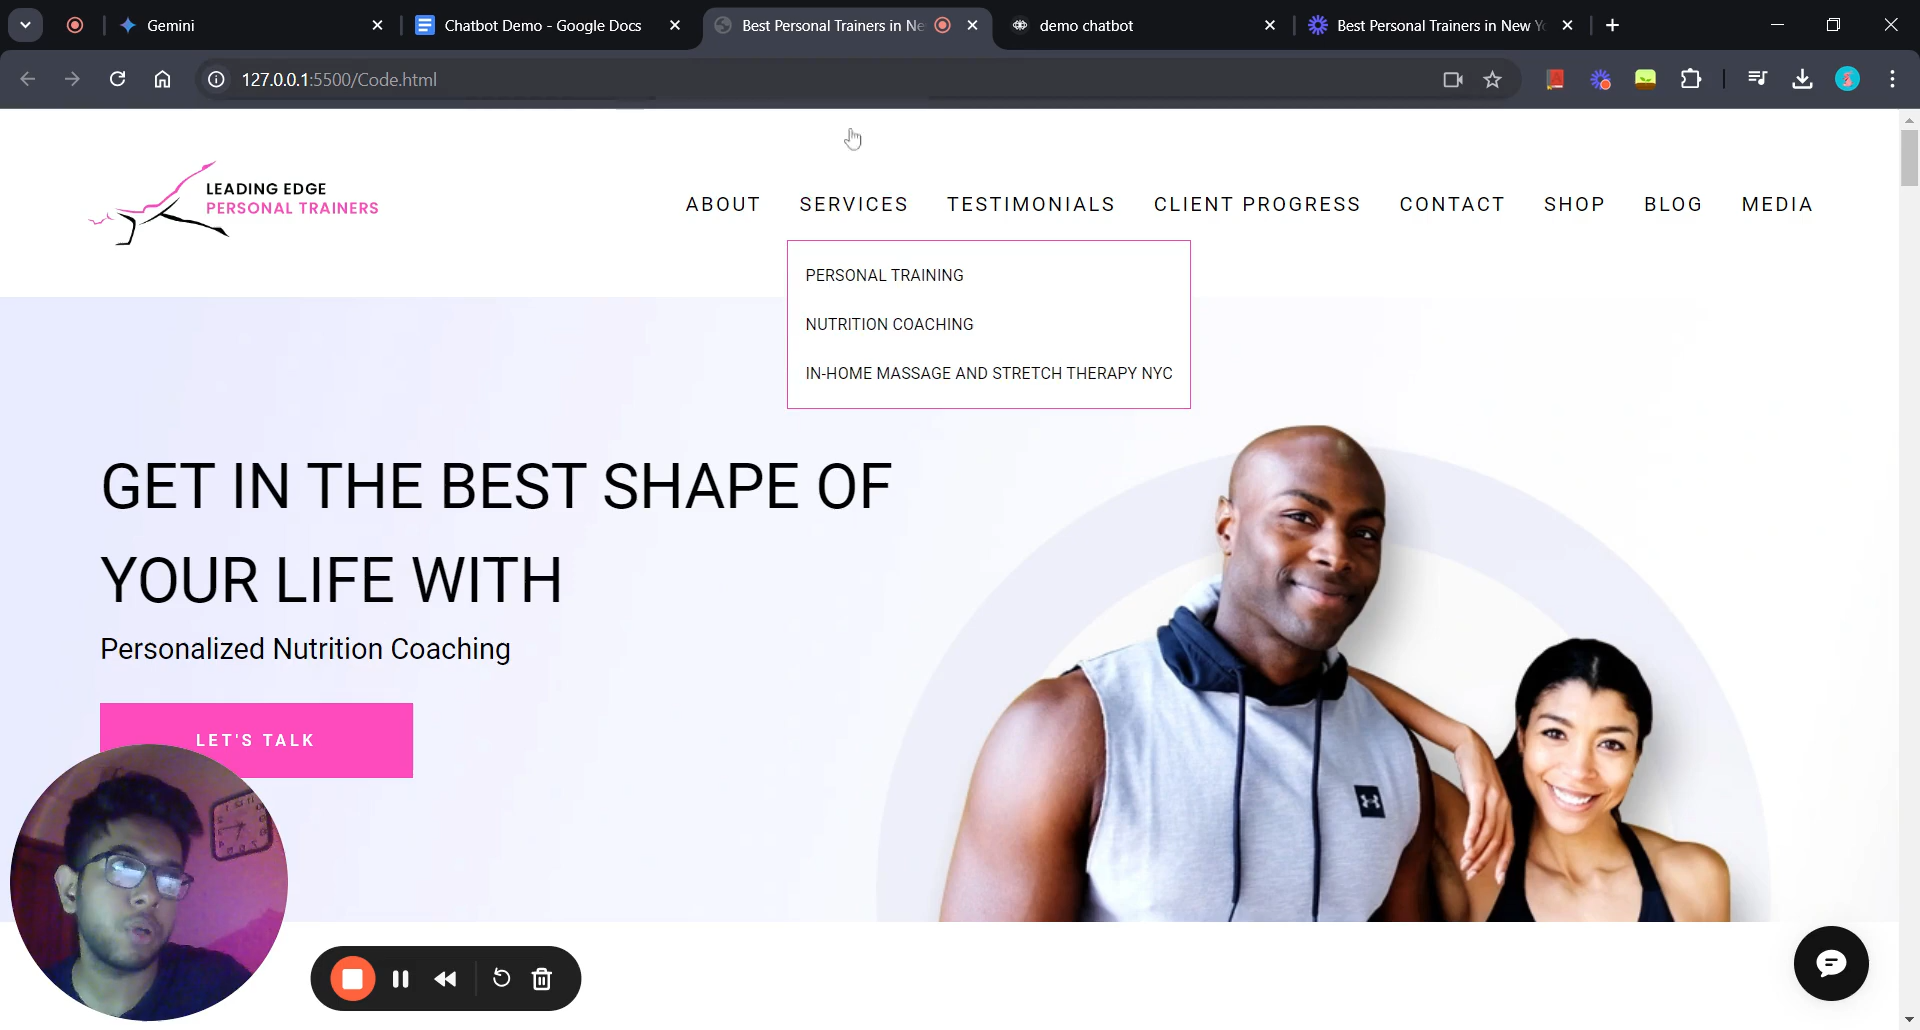 Gemini
Chatbot Demo - Google Docs
Best Personal Trainers in Ne
demo chatbot
Best Personal Trainers in New Yo
127.0.0.1:5500/Code.html
LEADING EDGE
PERSONAL TRAINERS
ABOUT SERVICES TESTIMONIALS CLIENT PROGRESS CONTACT SHOP BLOG MEDIA
PERSONAL TRAINING
NUTRITION COACHING
IN-HOME MASSAGE AND STRETCH THERAPY NYC
GET IN THE BEST SHAPE OF
YOUR LIFE WITH
Personalized Nutrition Coaching
LET'S TALK